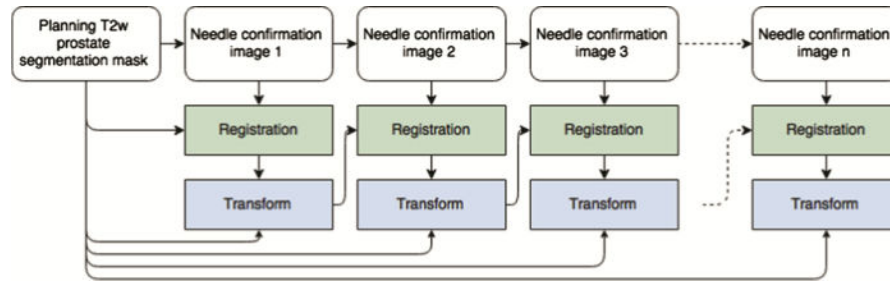 Planning T2w
prostate
segmentation mask
Needle confirmation
image 1
Needle confirmation
image 2
Needle confirmation
image 3
Needle confirmation
image n
Registration
Registration
Registration
Registration
Transform
Transform
Transform
Transform